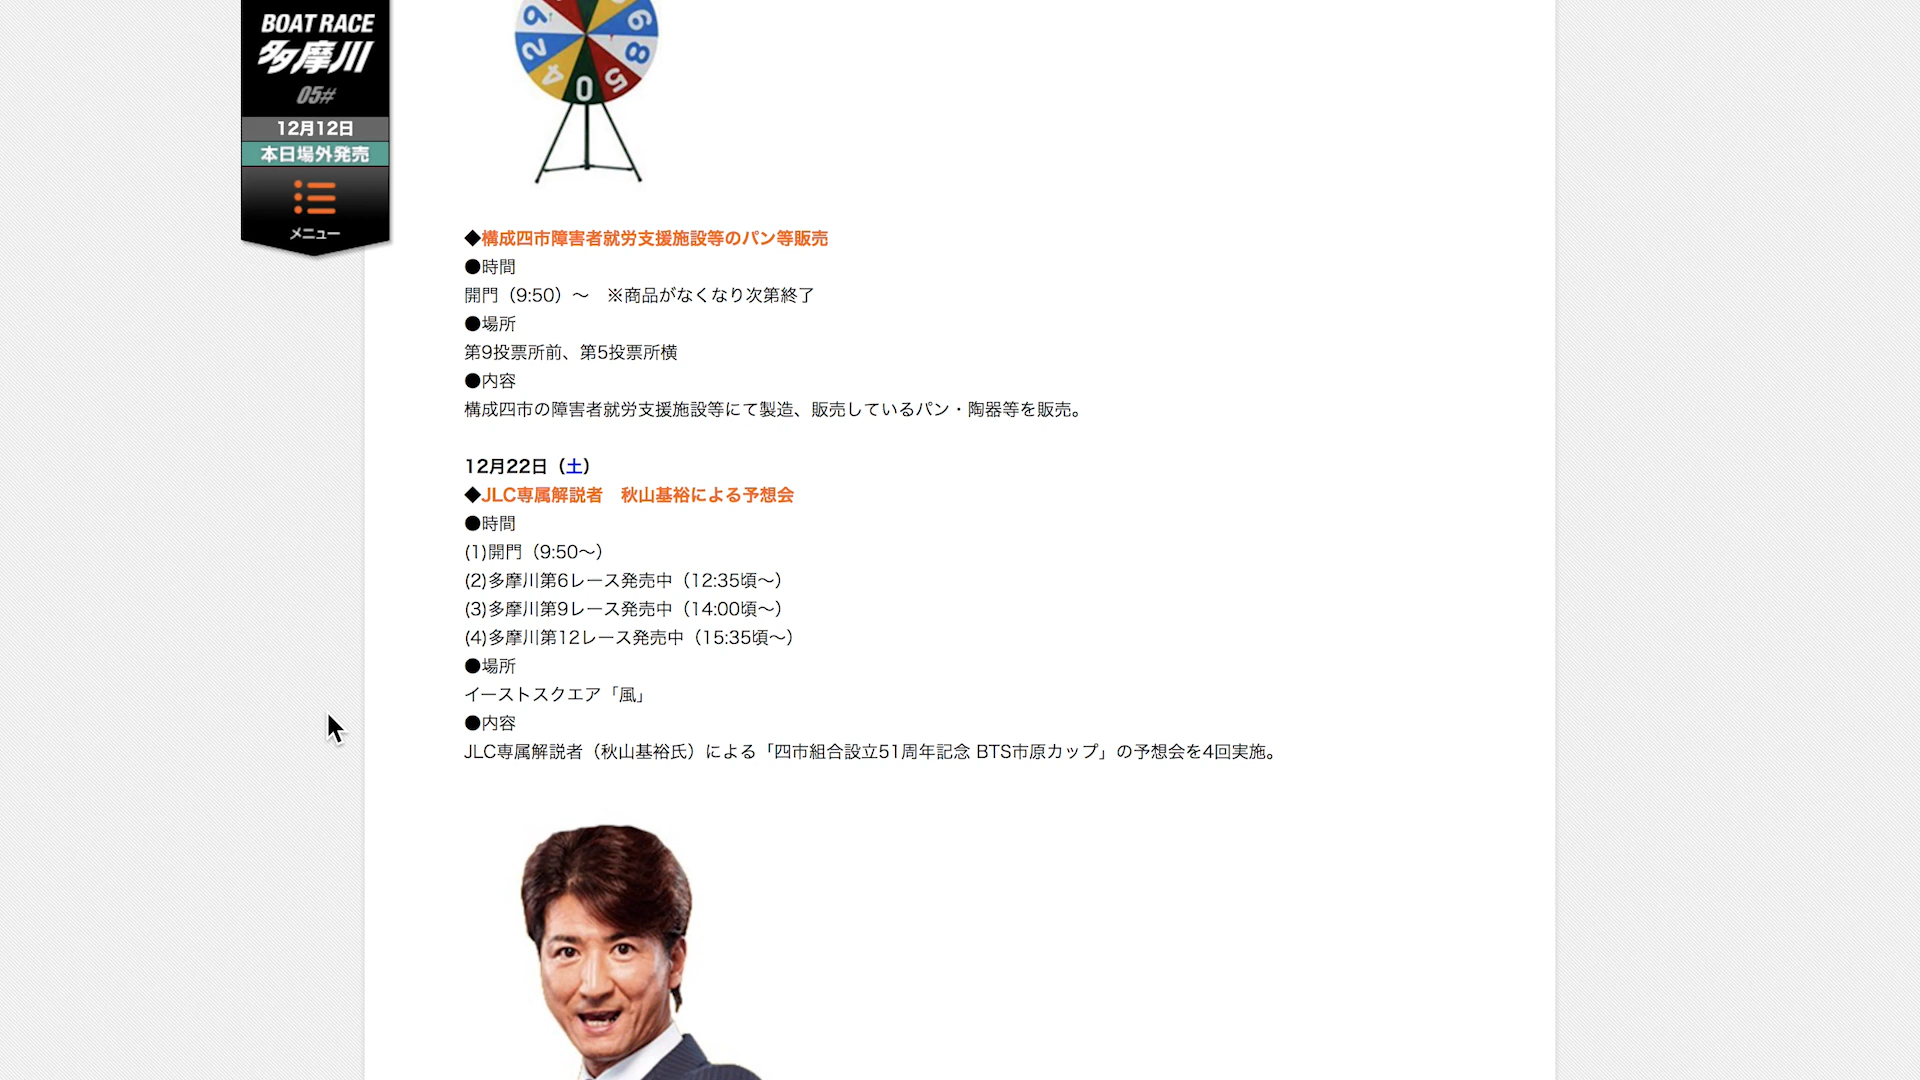 BOAT RACE
多摩川
05#
12月12日
本日場外発売
メニュー
9
6
2
8
4
5
0
◆構成四市障害者就労支援施設等のパン等販売
●時間
開門（9:50）～　※商品がなくなり次第終了
●場所
第9投票所前、第5投票所横
●内容
構成四市の障害者就労支援施設等にて製造、販売しているパン・陶器等を販売。
12月22日（土）
◆JLC専属解説者　秋山基裕による予想会
●時間
(1)開門（9:50～）
(2)多摩川第6レース発売中（12:35頃～）
(3)多摩川第9レース発売中（14:00頃～）
(4)多摩川第12レース発売中（15:35頃～）
●場所
イーストスクエア「風」
●内容
JLC専属解説者（秋山基裕氏）による「四市組合設立51周年記念 BTS市原カップ」の予想会を4回実施。